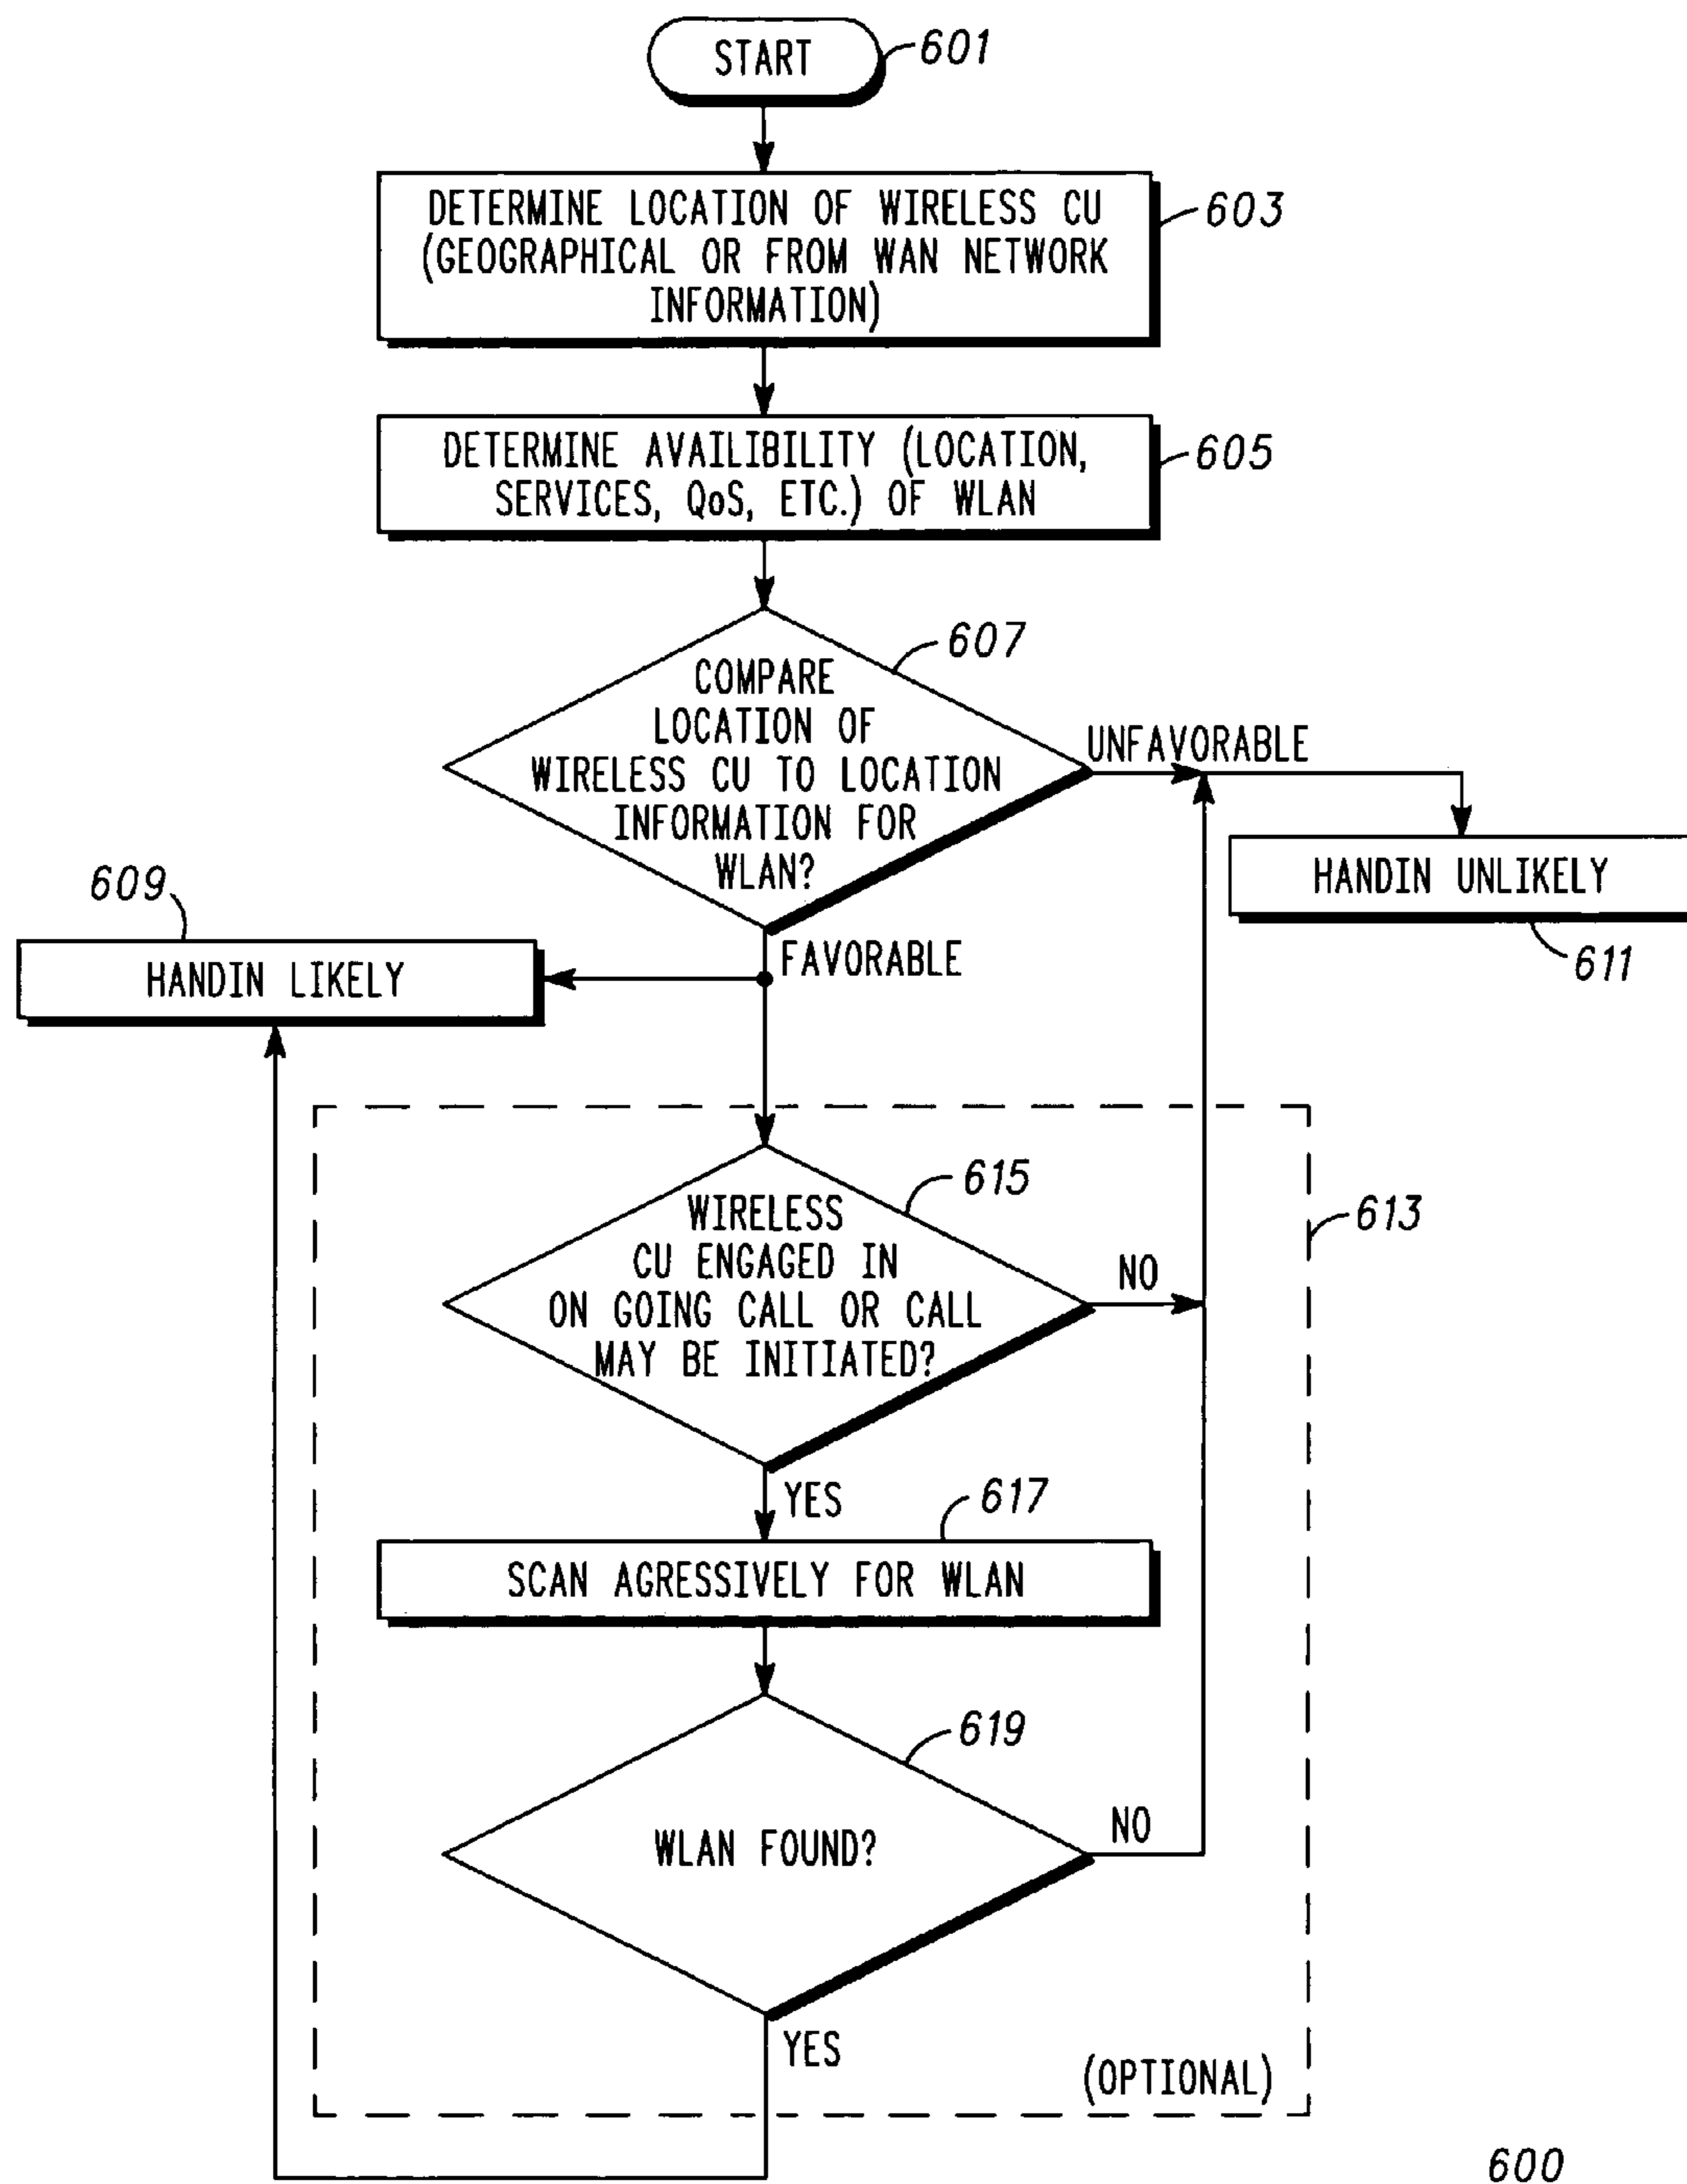 START
601
DETERMINE LOCATION OF WIRELESS CU
(GEOGRAPHICAL OR FROM WAN NETWORK
INFORMATION)
603
DETERMINE AVAILIBILITY (LOCATION,
SERVICES, QoS, ETC.) OF WLAN
605
COMPARE
LOCATION OF
WIRELESS CU TO LOCATION
INFORMATION FOR
WLAN?
607
UNFAVORABLE
HANDIN UNLIKELY
611
FAVORABLE
609
HANDIN LIKELY
WIRELESS
CU ENGAGED IN
ON GOING CALL OR CALL
MAY BE INITIATED?
615
613
NO
YES
617
SCAN AGRESSIVELY FOR WLAN
619
WLAN FOUND?
NO
YES
(OPTIONAL)
600